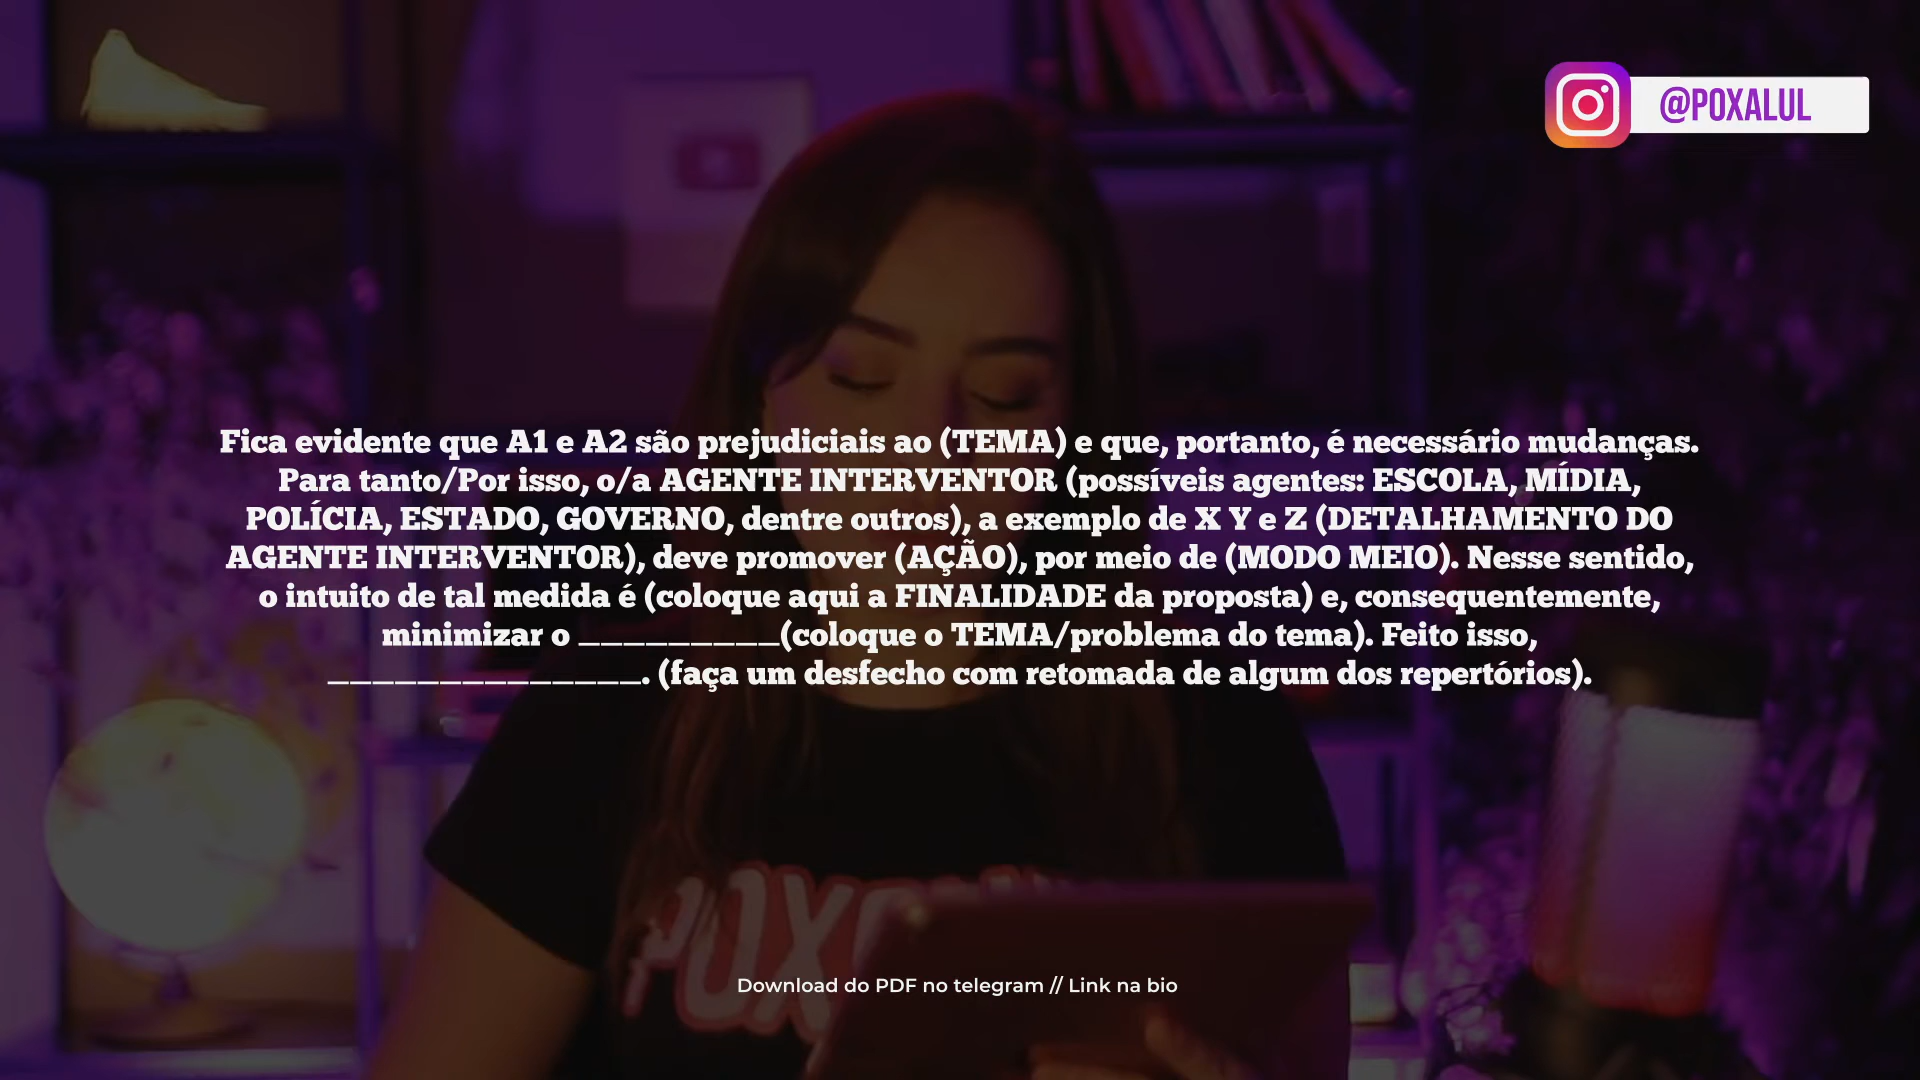 @POXALUL
Fica evidente que A1 e A2 são prejudiciais ao (TEMA) e que, portanto, é necessário mudanças.
Para tanto/Por isso, o/a AGENTE INTERVENTOR (possíveis agentes: ESCOLA, MÍDIA,
POLÍCIA, ESTADO, GOVERNO, dentre outros), a exemplo de X Y e Z (DETALHAMENTO DO
AGENTE INTERVENTOR), deve promover (AÇÃO), por meio de (MODO MEIO). Nesse sentido,
o intuito de tal medida é (coloque aqui a FINALIDADE da proposta) e, consequentemente,
minimizar o _________(coloque o TEMA/problema do tema). Feito isso,
______________. (faça um desfecho com retomada de algum dos repertórios).
Download do PDF no telegram // Link na bio